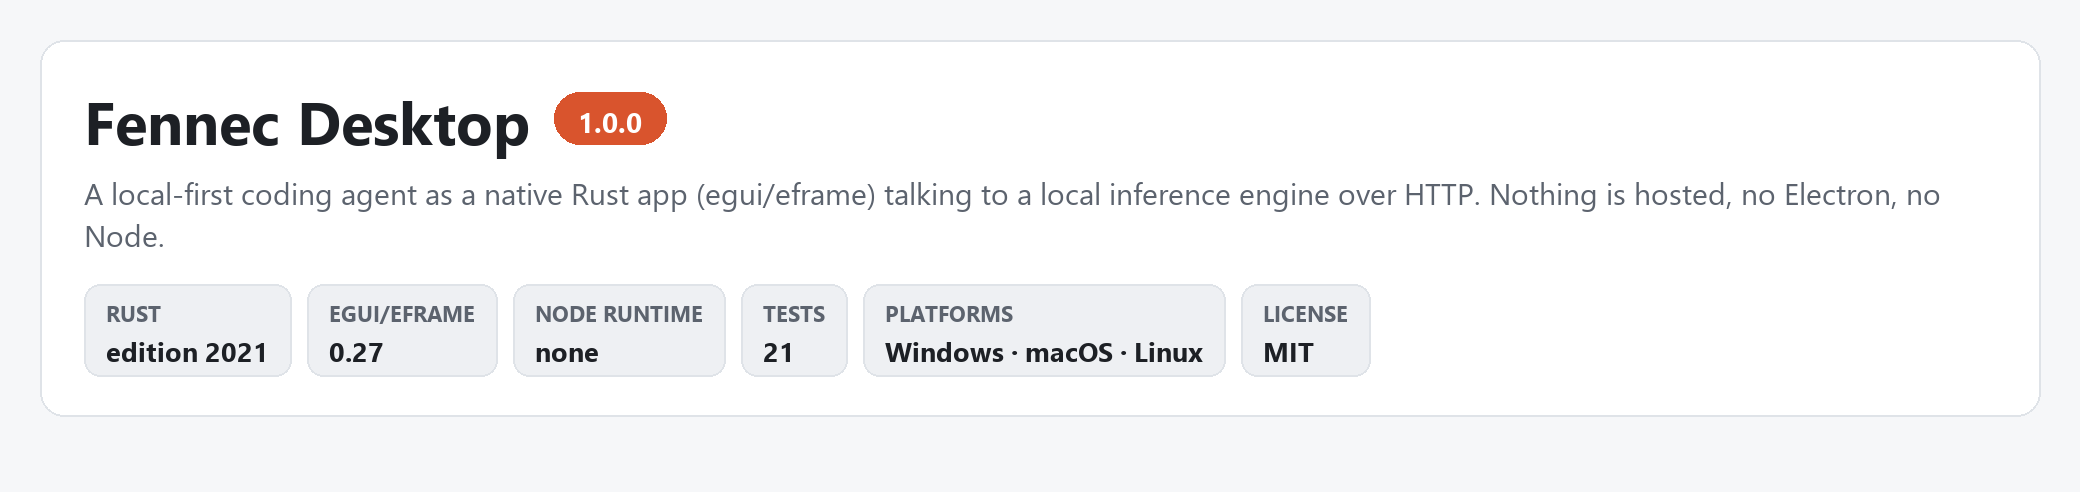 Fennec Desktop 1.0.0
A local-first coding agent as a native Rust app (egui/eframe) talking to a local inference engine over HTTP. Nothing is hosted, no Electron, no
Node.
RUST
edition 2021
EGUI/EFRAME
0.27
NODE RUNTIME
none
TESTS
21
PLATFORMS
Windows · macOS · Linux
LICENSE
MIT